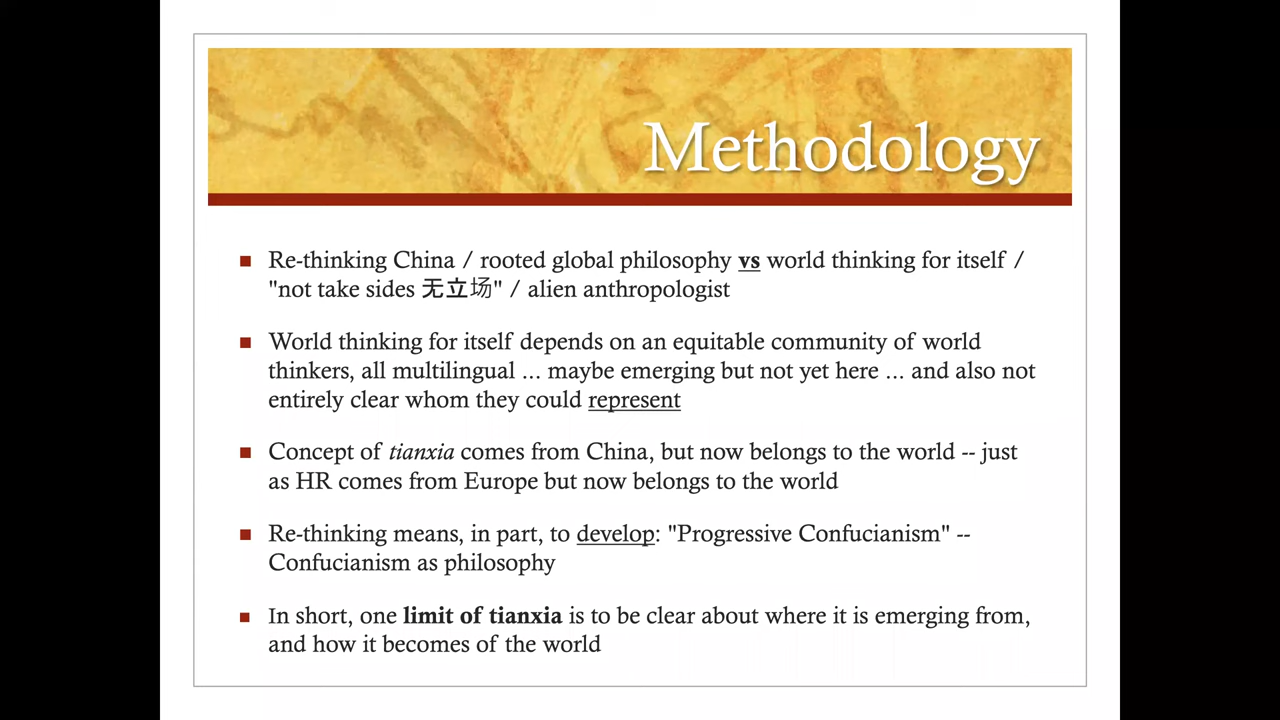 Methodology
Re-thinking China / rooted global philosophy vs world thinking for itself /
"not take sides 无立场" / alien anthropologist
World thinking for itself depends on an equitable community of world
thinkers, all multilingual ... maybe emerging but not yet here ... and also not
entirely clear whom they could represent
Concept of tianxia comes from China, but now belongs to the world -- just
as HR comes from Europe but now belongs to the world
Re-thinking means, in part, to develop: "Progressive Confucianism" --
Confucianism as philosophy
In short, one limit of tianxia is to be clear about where it is emerging from,
and how it becomes of the world